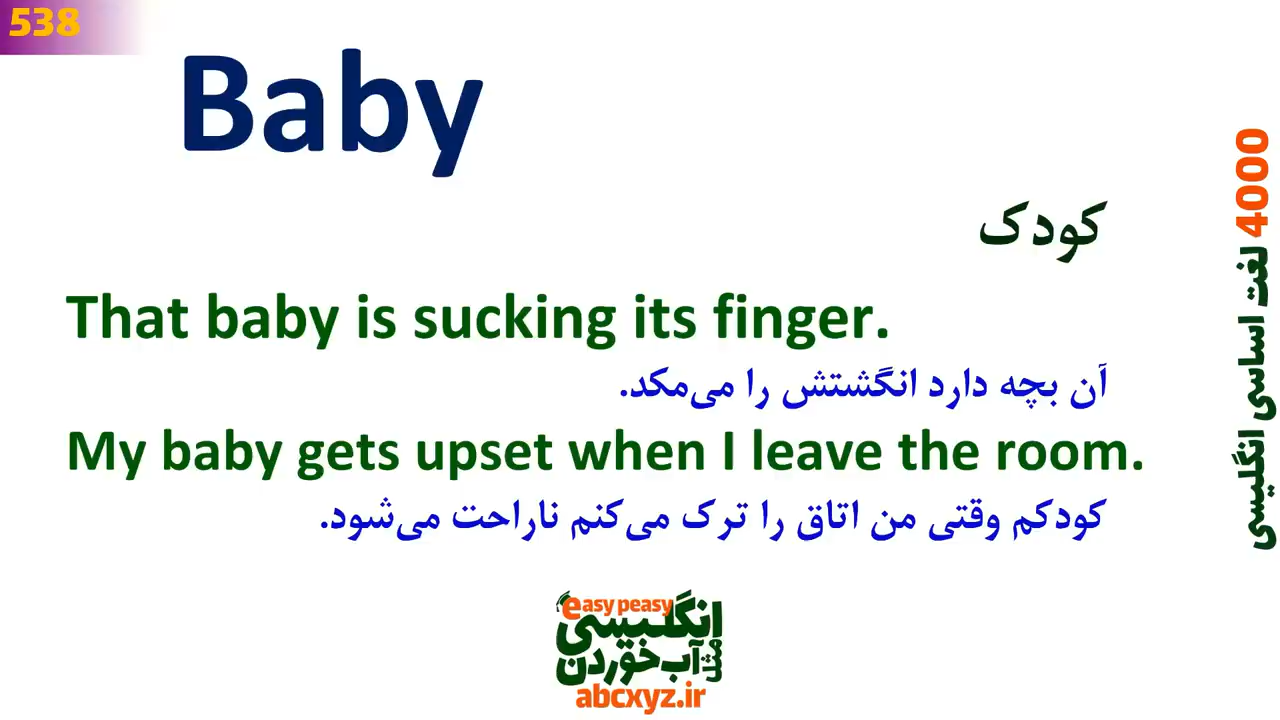 538
Baby
کودک
That baby is sucking its finger.
آن بچه دارد انگشتش را می‌مکد.
My baby gets upset when I leave the room.
کودکم وقتی من اتاق را ترک می‌کنم ناراحت می‌شود.
4000 لغت اساسی انگلیسی
easy peasy
انگلیسی
مثل آب خوردن
abcxyz.ir